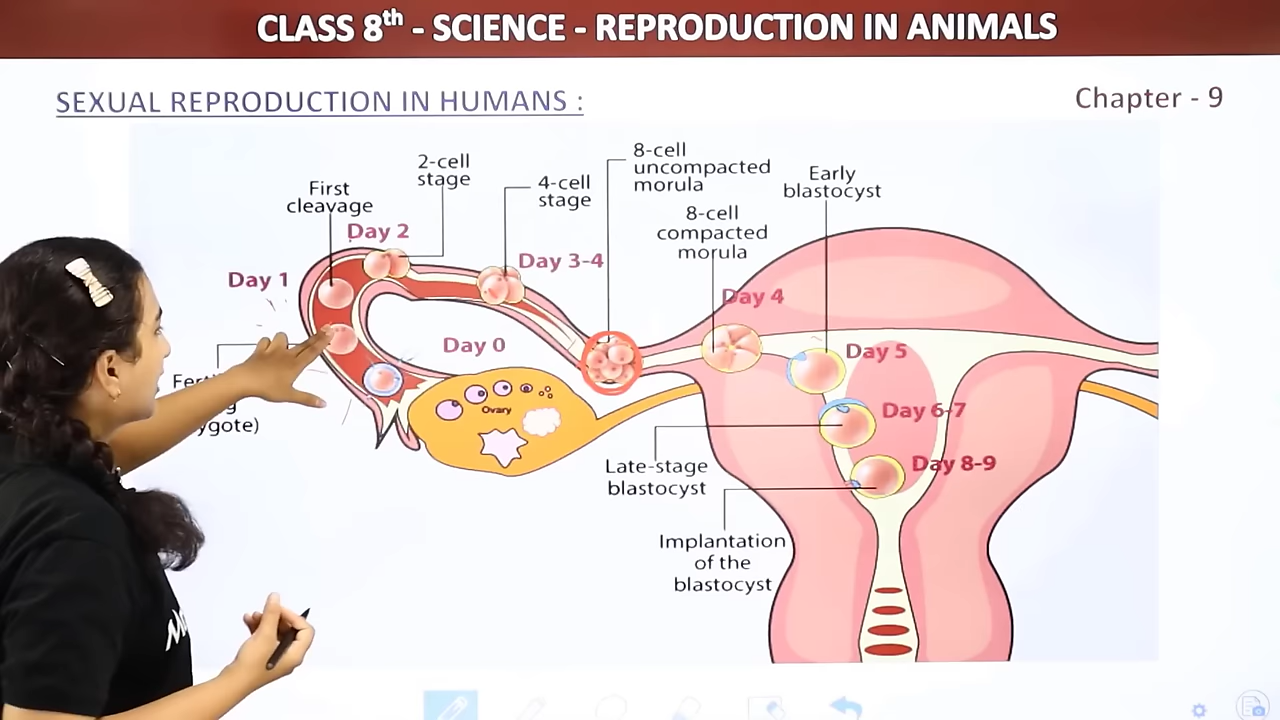 CLASS 8th - SCIENCE - REPRODUCTION IN ANIMALS
SEXUAL REPRODUCTION IN HUMANS :
Chapter - 9
2-cell
stage
8-cell
uncompacted
morula
First
cleavage
4-cell
stage
Early
blastocyst
8-cell
compacted
morula
Day 2
Day 3-4
Day 1
Day 4
Day 0
Day 5
Ovary
Day 6-7
Late-stage
blastocyst
Day 8-9
Implantation
of the
blastocyst